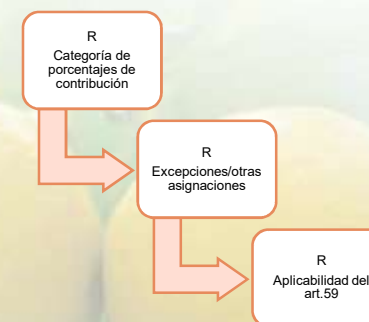 R
Categoría de
porcentajes de
contribución
R
Excepciones/otras
asignaciones
R
Aplicabilidad del
art.59